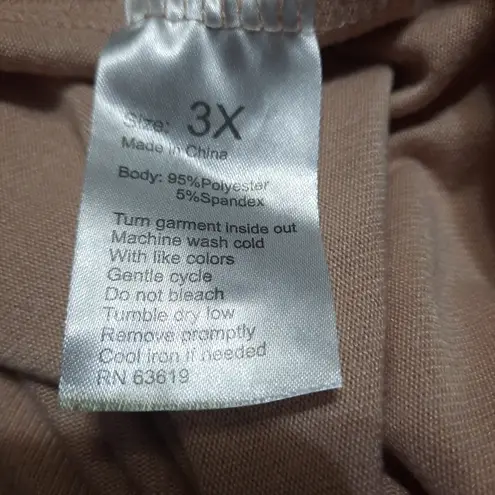 Size: 3X
Made in China
Body: 95%Polyester
5%Spandex
Turn garment inside out
Machine wash cold
With like colors
Gentle cycle
Do not bleach
Tumble dry low
Remove promptly
Cool iron if needed
RN 63619